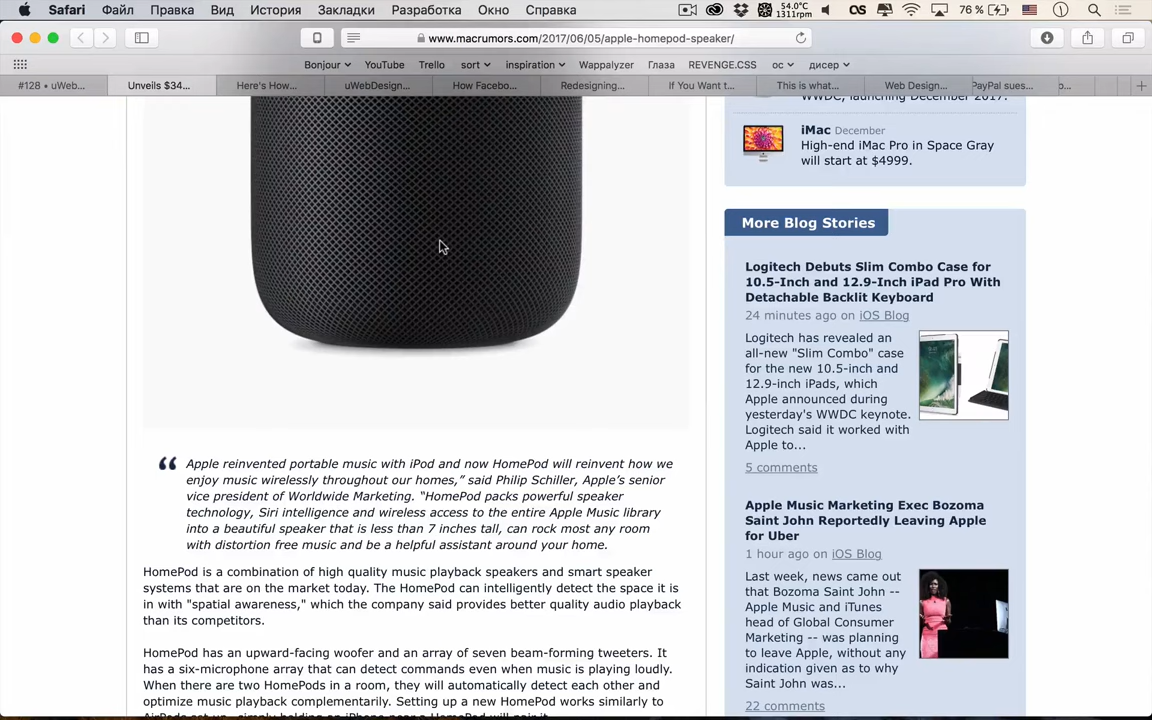 Safari Файл Правка Вид История Закладки Разработка Окно Справка 54.0°C 1311rpm 76 %
www.macrumors.com/2017/06/05/apple-homepod-speaker/
Bonjour YouTube Trello sort inspiration Wappalyzer Глаза REVENGE.CSS ос дисер
#128 • uWeb... Unveils $34... Here's How... uWebDesign... How Facebo... Redesigning... If You Want t... This is what... Web Design... PayPal sues...
WWDC, launching December 2017.
iMac December
High-end iMac Pro in Space Gray
will start at $4999.
More Blog Stories
Logitech Debuts Slim Combo Case for
10.5-Inch and 12.9-Inch iPad Pro With
Detachable Backlit Keyboard
24 minutes ago on iOS Blog
Logitech has revealed an
all-new "Slim Combo" case
for the new 10.5-inch and
12.9-inch iPads, which
Apple announced during
yesterday's WWDC keynote.
Logitech said it worked with
Apple to...
5 comments
Apple Music Marketing Exec Bozoma
Saint John Reportedly Leaving Apple
for Uber
1 hour ago on iOS Blog
Last week, news came out
that Bozoma Saint John --
Apple Music and iTunes
head of Global Consumer
Marketing -- was planning
to leave Apple, without any
indication given as to why
Saint John was...
22 comments
“ Apple reinvented portable music with iPod and now HomePod will reinvent how we
enjoy music wirelessly throughout our homes,” said Philip Schiller, Apple’s senior
vice president of Worldwide Marketing. “HomePod packs powerful speaker
technology, Siri intelligence and wireless access to the entire Apple Music library
into a beautiful speaker that is less than 7 inches tall, can rock most any room
with distortion free music and be a helpful assistant around your home.
HomePod is a combination of high quality music playback speakers and smart speaker
systems that are on the market today. The HomePod can intelligently detect the space it is
in with "spatial awareness," which the company said provides better quality audio playback
than its competitors.
HomePod has an upward-facing woofer and an array of seven beam-forming tweeters. It
has a six-microphone array that can detect commands even when music is playing loudly.
When there are two HomePods in a room, they will automatically detect each other and
optimize music playback complementarily. Setting up a new HomePod works similarly to
AirPods set-up - simply holding an iPhone near a HomePod will pair it.